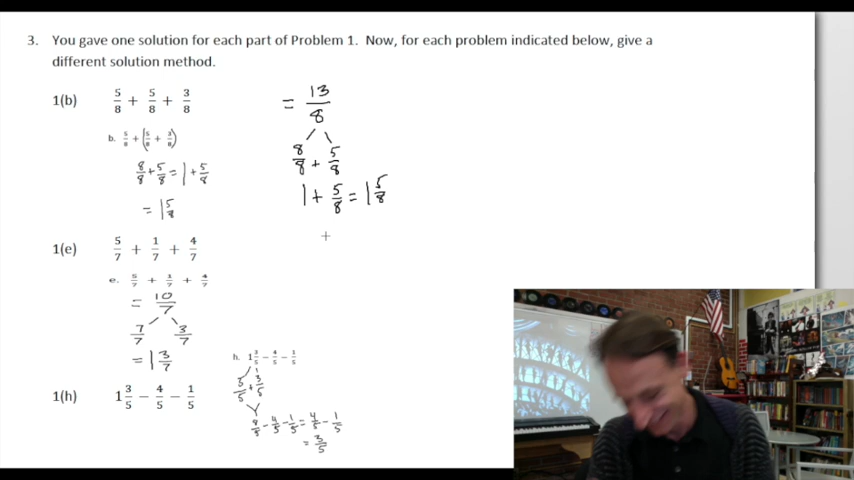 3. You gave one solution for each part of Problem 1. Now, for each problem indicated below, give a
different solution method.
1(b) 5/8 + 5/8 + 3/8
b. 5/8 + (5/8 + 3/8)
8/8 + 5/8 = 1 + 5/8
= 1 5/8
= 13/8
8/8 + 5/8
1 + 5/8 = 1 5/8
1(e) 5/7 + 1/7 + 4/7
e. 5/7 + 1/7 + 4/7
= 10/7
7/7 3/7
= 1 3/7
1(h) 1 3/5 − 4/5 − 1/5
h. 1 3/5 − 4/5 − 1/5
5/5 + 3/5
8/5 − 4/5 − 1/5 = 4/5 − 1/5
= 3/5